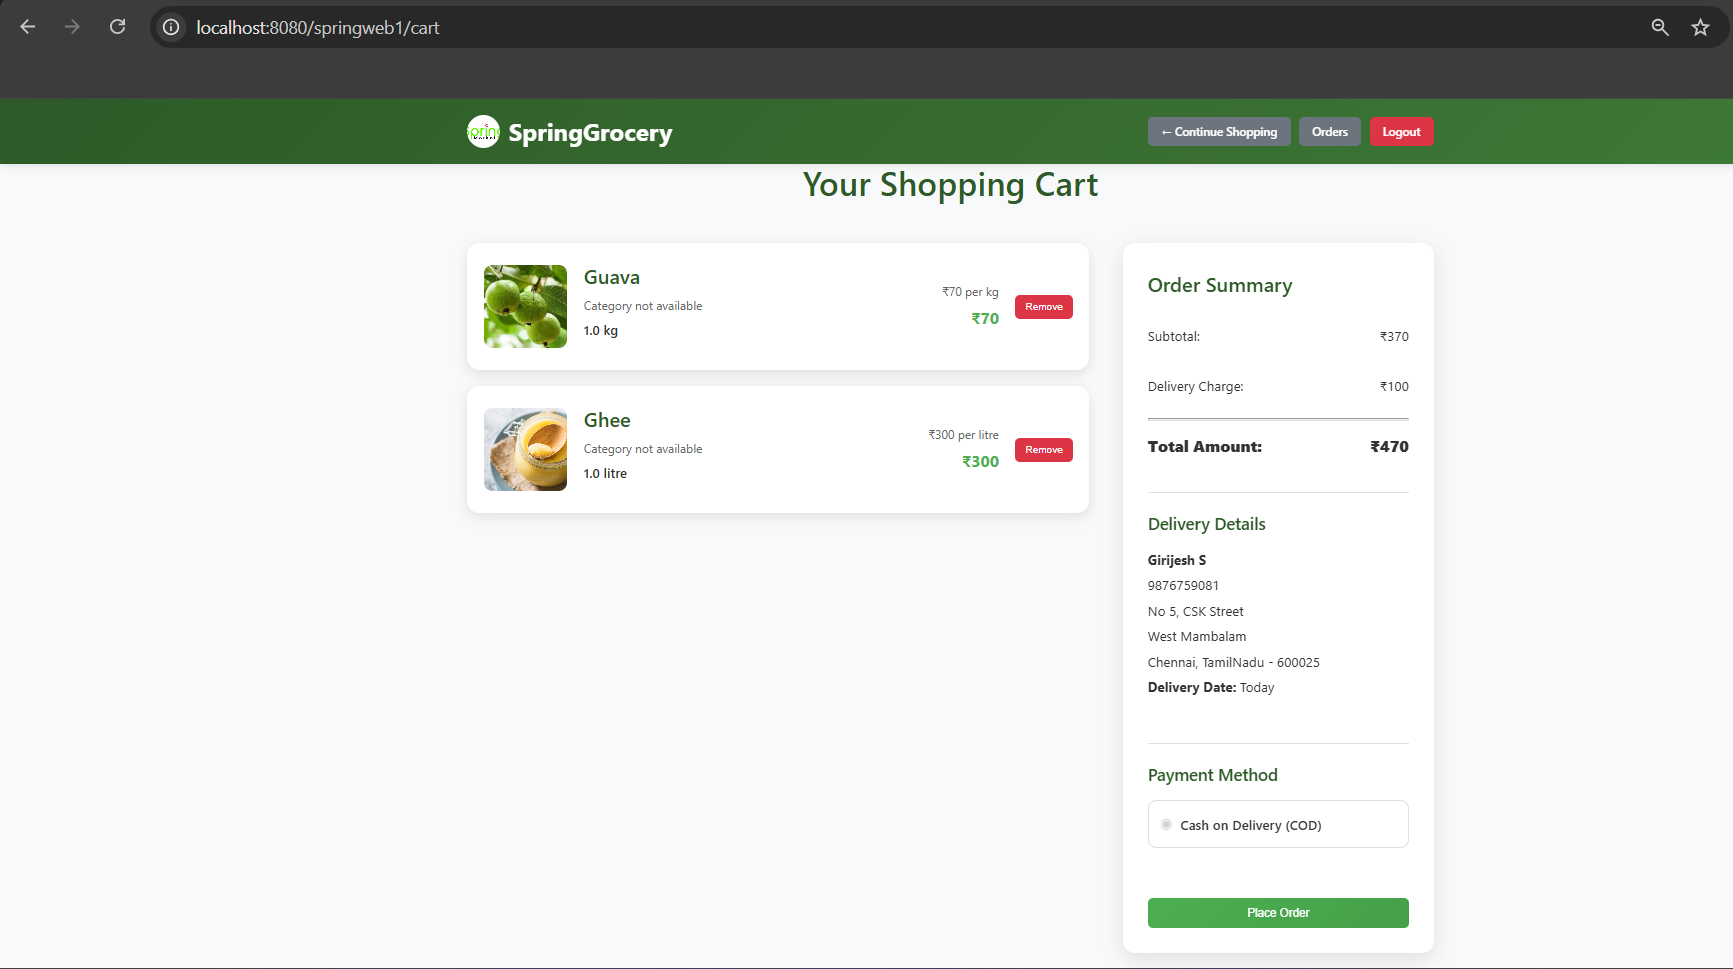 localhost:8080/springweb1/cart
SpringGrocery
← Continue Shopping
Orders
Logout
Your Shopping Cart
Guava
Category not available
1.0 kg
₹70 per kg
₹70
Remove
Ghee
Category not available
1.0 litre
₹300 per litre
₹300
Remove
Order Summary
Subtotal: ₹370
Delivery Charge: ₹100
Total Amount: ₹470
Delivery Details
Girijesh S
9876759081
No 5, CSK Street
West Mambalam
Chennai, TamilNadu - 600025
Delivery Date: Today
Payment Method
Cash on Delivery (COD)
Place Order